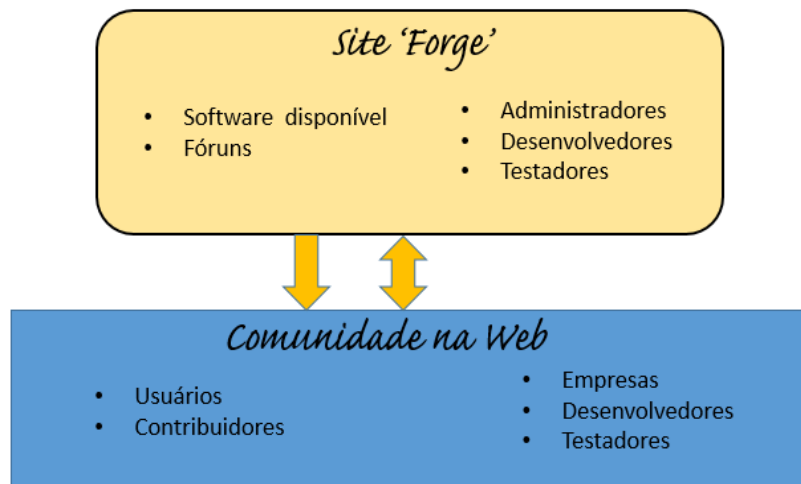 Site ‘Forge’
• Software disponível
• Fóruns
• Administradores
• Desenvolvedores
• Testadores
Comunidade na Web
• Usuários
• Contribuidores
• Empresas
• Desenvolvedores
• Testadores